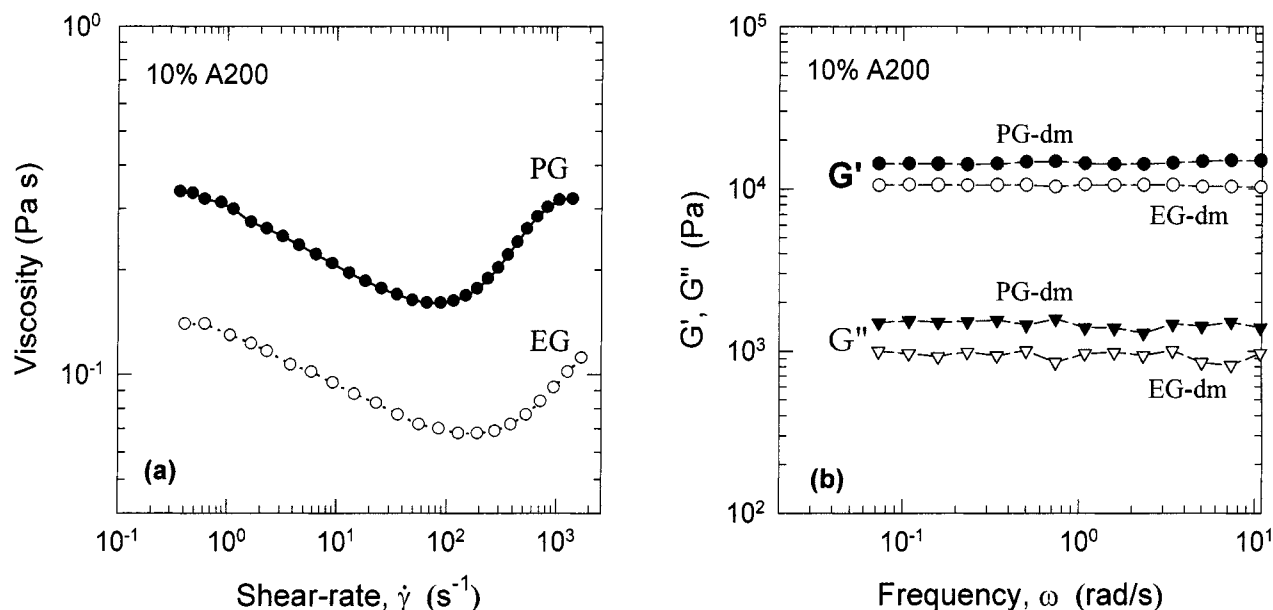 10⁰
10% A200
PG
EG
10⁻¹
(a)
10⁻¹ 10⁰ 10¹ 10² 10³
Viscosity (Pa s)
Shear-rate, γ̇ (s⁻¹)
10⁵
10% A200
PG-dm
G'
10⁴
EG-dm
PG-dm
G"
10³
EG-dm
(b)
10²
10⁻¹ 10⁰ 10¹
G', G" (Pa)
Frequency, ω (rad/s)